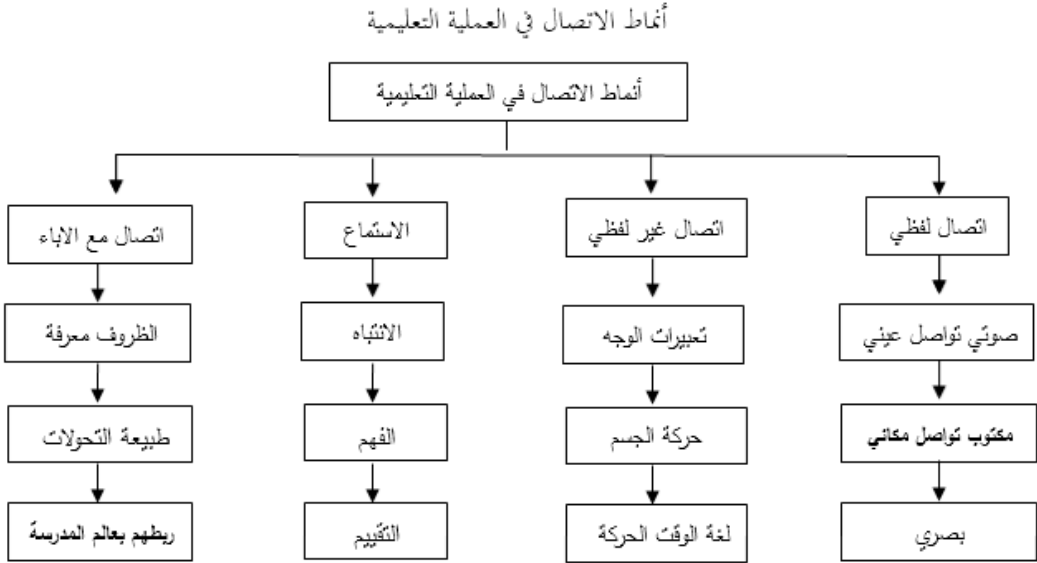 أنماط الاتصال في العملية التعليمية
أنماط الاتصال في العملية التعليمية
اتصال لفظي
اتصال غير لفظي
الاستماع
اتصال مع الاباء
صوتي تواصل عيني
تعبيرات الوجه
الانتباه
الظروف معرفة
مكتوب تواصل مكاني
حركة الجسم
الفهم
طبيعة التحولات
بصري
لغة الوقت الحركة
التقييم
ربطهم بعالم المدرسة